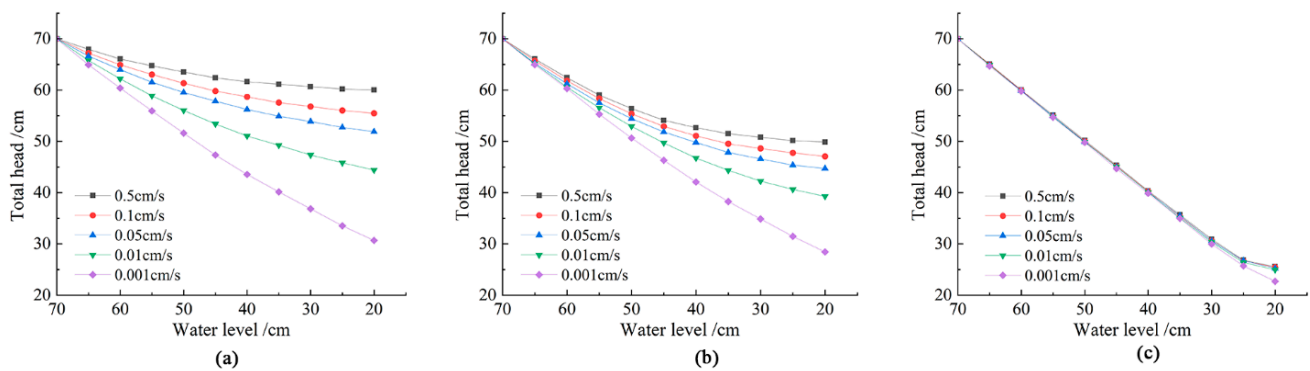 70
60
50
40
30
20
Total head /cm
0.5cm/s
0.1cm/s
0.05cm/s
0.01cm/s
0.001cm/s
70 60 50 40 30 20
Water level /cm
(a)
70
60
50
40
30
20
Total head /cm
0.5cm/s
0.1cm/s
0.05cm/s
0.01cm/s
0.001cm/s
70 60 50 40 30 20
Water level /cm
(b)
70
60
50
40
30
20
Total head /cm
0.5cm/s
0.1cm/s
0.05cm/s
0.01cm/s
0.001cm/s
70 60 50 40 30 20
Water level /cm
(c)